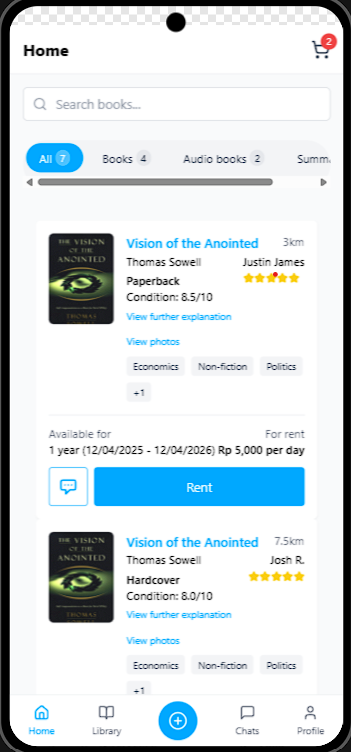 Home
2
Search books...
All 7 Books 4 Audio books 2 Summ
THE VISION
OF THE
ANOINTED
THOMAS
SOWELL
Vision of the Anointed 3km
Thomas Sowell Justin James
Paperback
Condition: 8.5/10
View further explanation
View photos
Economics Non-fiction Politics
+1
Available for For rent
1 year (12/04/2025 - 12/04/2026) Rp 5,000 per day
Rent
THE VISION
OF THE
ANOINTED
THOMAS
SOWELL
Vision of the Anointed 7.5km
Thomas Sowell Josh R.
Hardcover
Condition: 8.0/10
View further explanation
View photos
Economics Non-fiction Politics
+1
Home Library Chats Profile